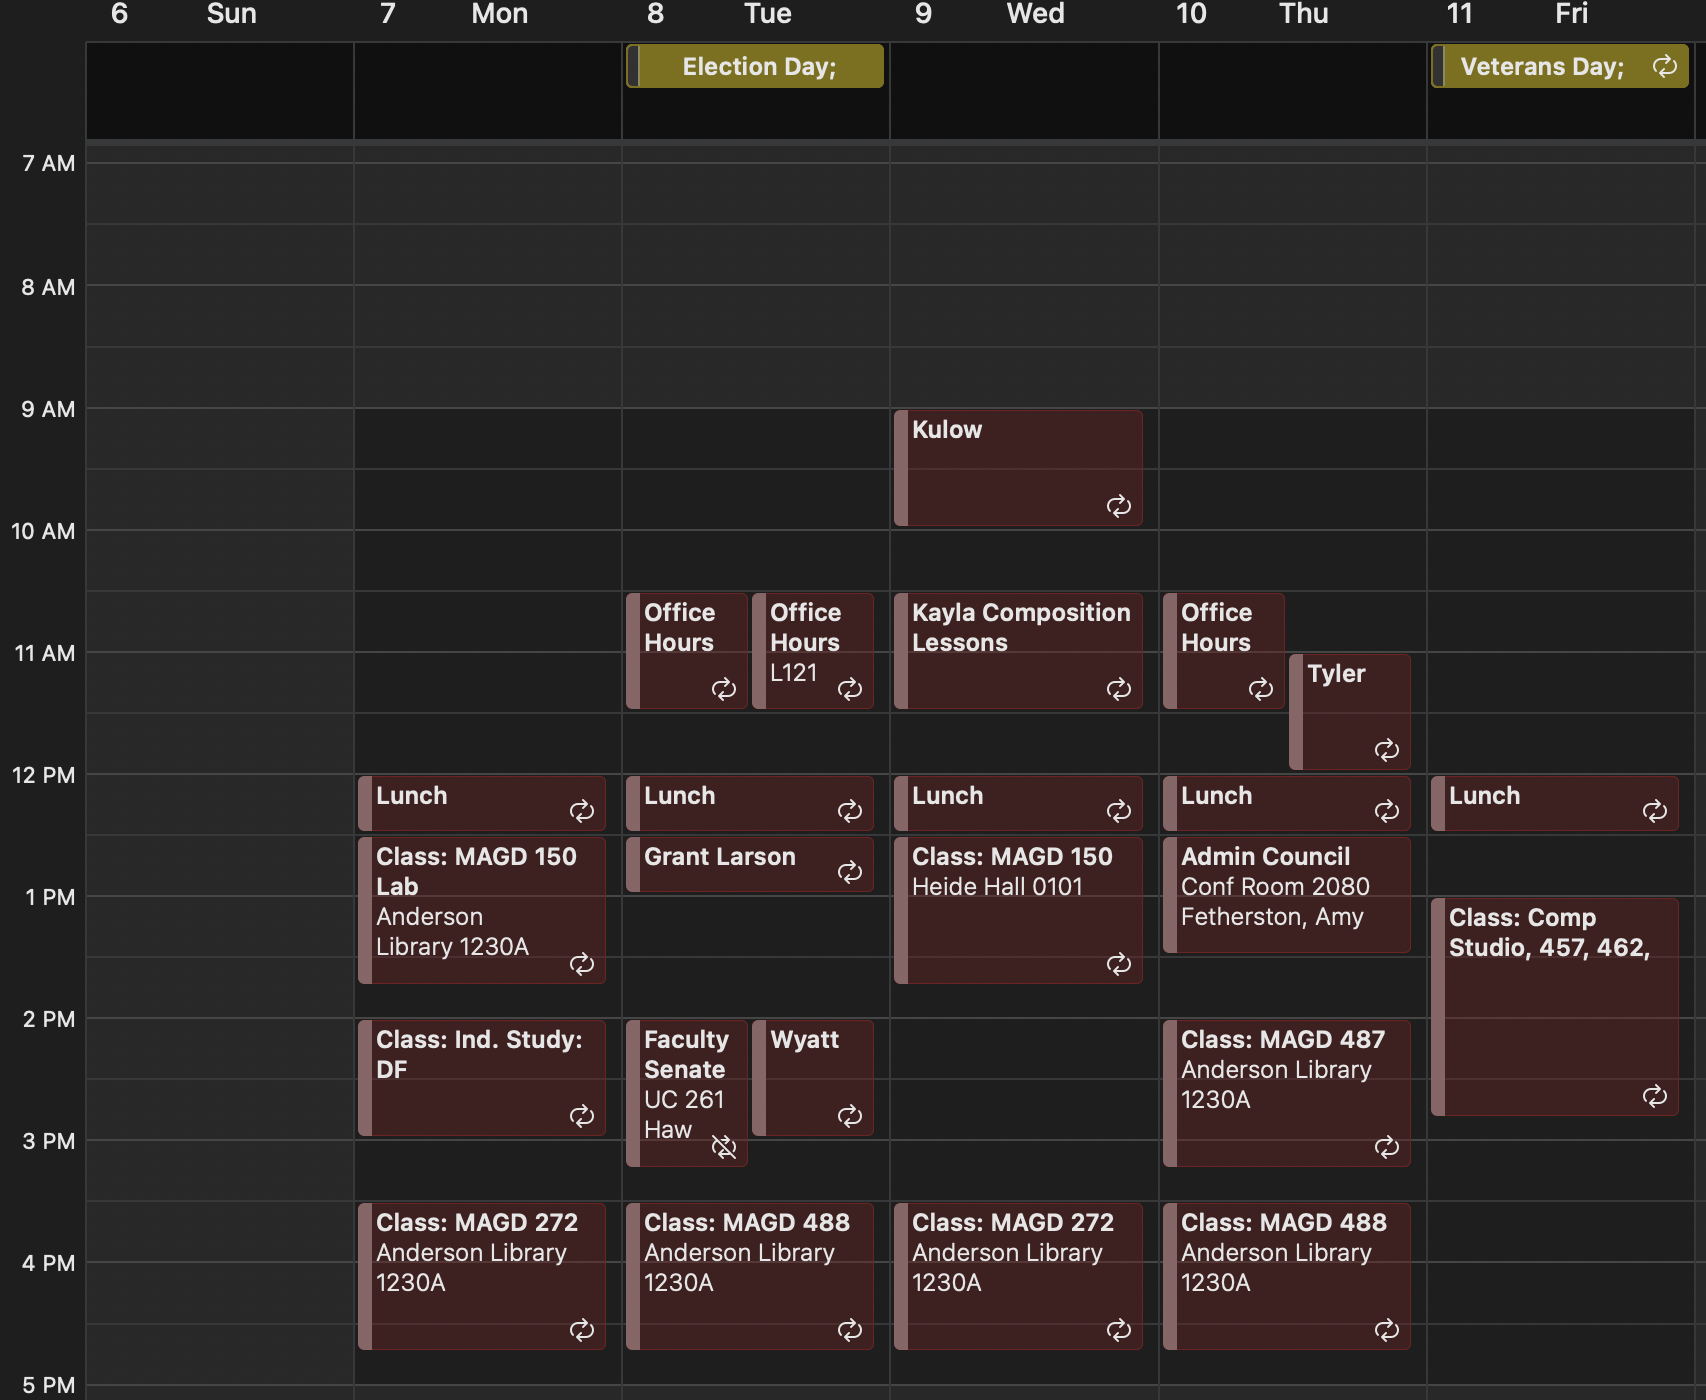 6 Sun
7 Mon
8 Tue
9 Wed
10 Thu
11 Fri
Election Day;
Veterans Day;
7 AM
8 AM
9 AM
Kulow
10 AM
Office
Hours
Office
Hours
L121
Kayla Composition
Lessons
Office
Hours
11 AM
Tyler
12 PM
Lunch
Lunch
Lunch
Lunch
Lunch
Class: MAGD 150
Lab
Anderson
Library 1230A
Grant Larson
Class: MAGD 150
Heide Hall 0101
Admin Council
Conf Room 2080
Fetherston, Amy
1 PM
Class: Comp
Studio, 457, 462,
2 PM
Class: Ind. Study:
DF
Faculty
Senate
UC 261
Haw
Wyatt
Class: MAGD 487
Anderson Library
1230A
3 PM
Class: MAGD 272
Anderson Library
1230A
Class: MAGD 488
Anderson Library
1230A
Class: MAGD 272
Anderson Library
1230A
Class: MAGD 488
Anderson Library
1230A
4 PM
5 PM